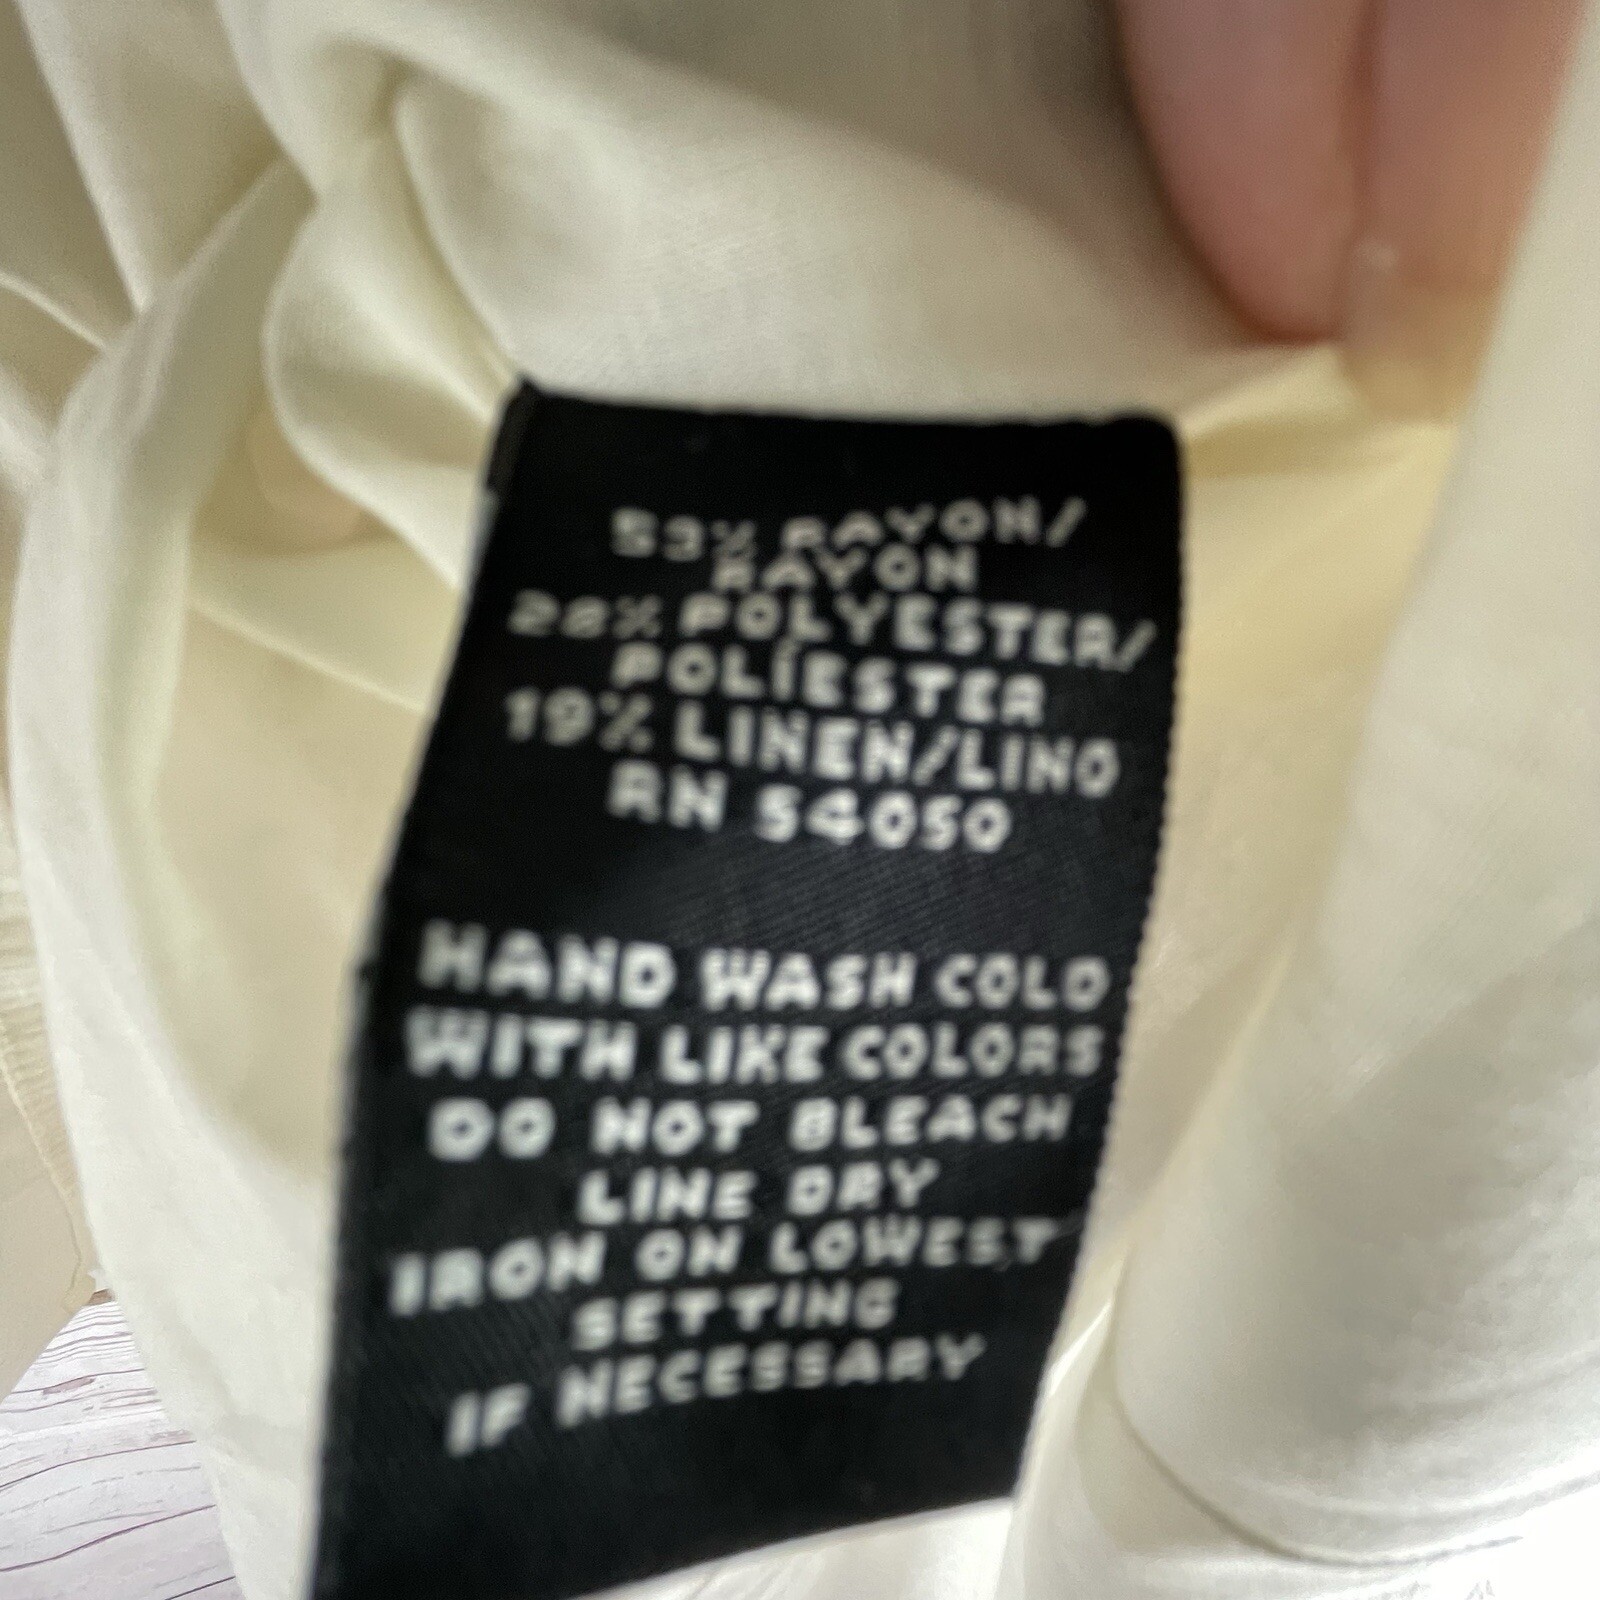 53% RAYON/
RAYON
28% POLYESTER/
POLIESTER
19% LINEN/LINO
RN 54050
HAND WASH COLD
WITH LIKE COLORS
DO NOT BLEACH
LINE DRY
IRON ON LOWEST
SETTING
IF NECESSARY